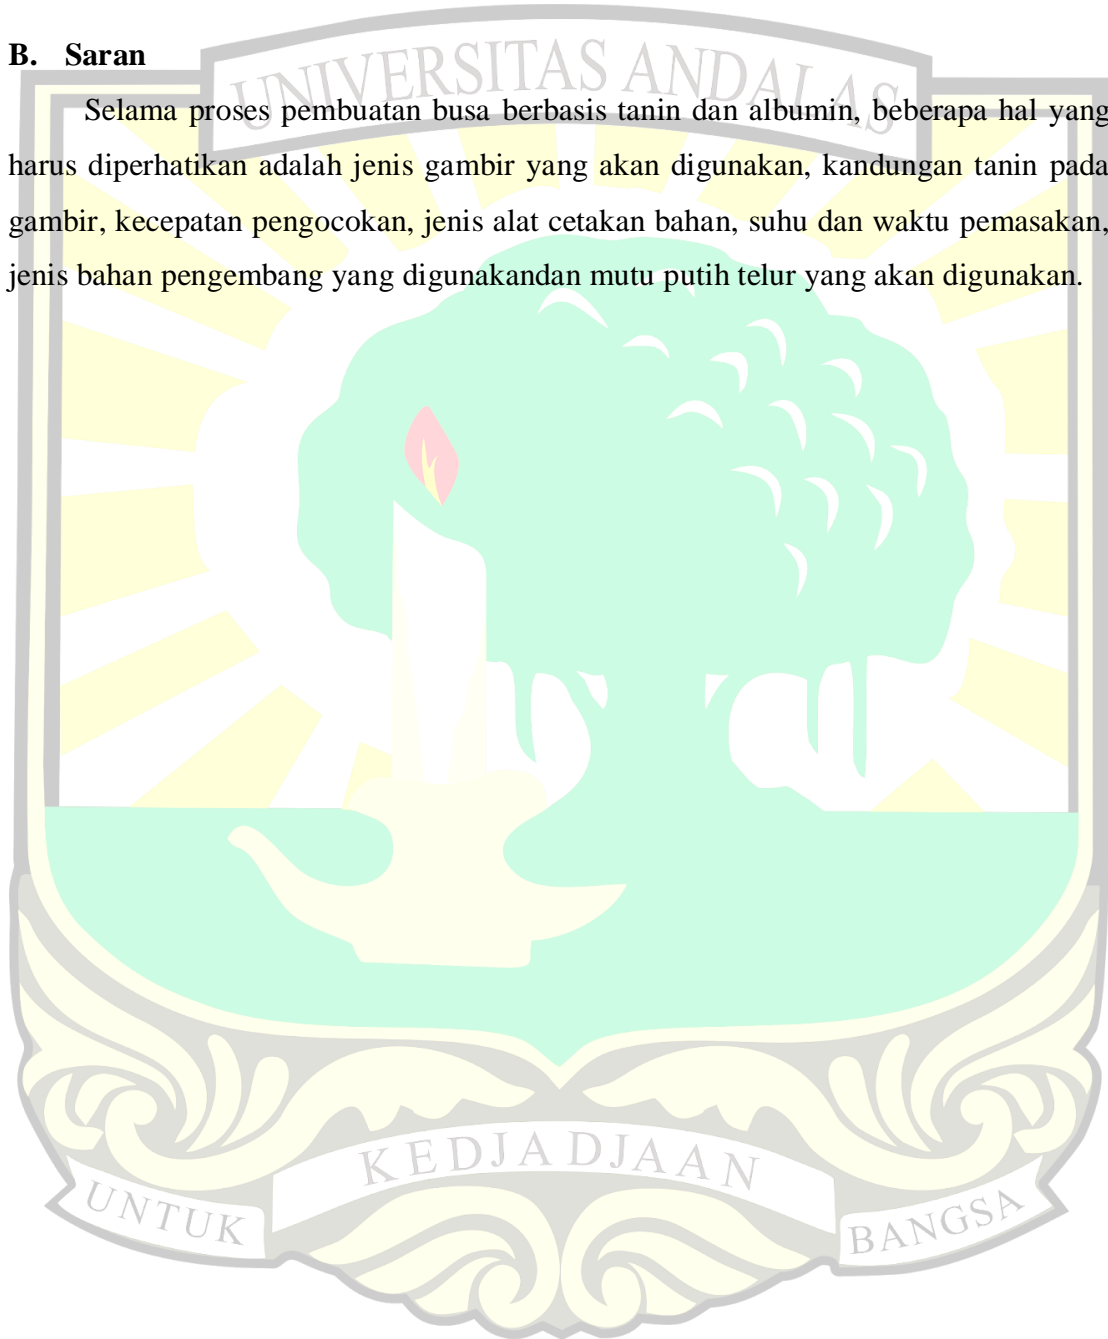 B. Saran
UNIVERSITAS ANDALAS
Selama proses pembuatan busa berbasis tanin dan albumin, beberapa hal yang
harus diperhatikan adalah jenis gambir yang akan digunakan, kandungan tanin pada
gambir, kecepatan pengocokan, jenis alat cetakan bahan, suhu dan waktu pemasakan,
jenis bahan pengembang yang digunakandan mutu putih telur yang akan digunakan.
UNTUK KEDJADJAAN BANGSA